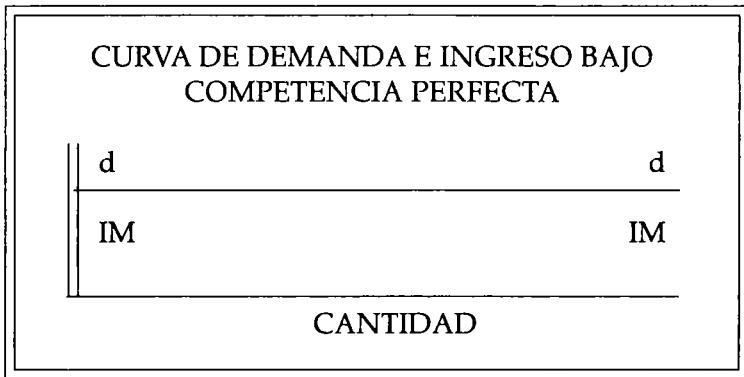 CURVA DE DEMANDA E INGRESO BAJO
COMPETENCIA PERFECTA
d d
IM IM
CANTIDAD